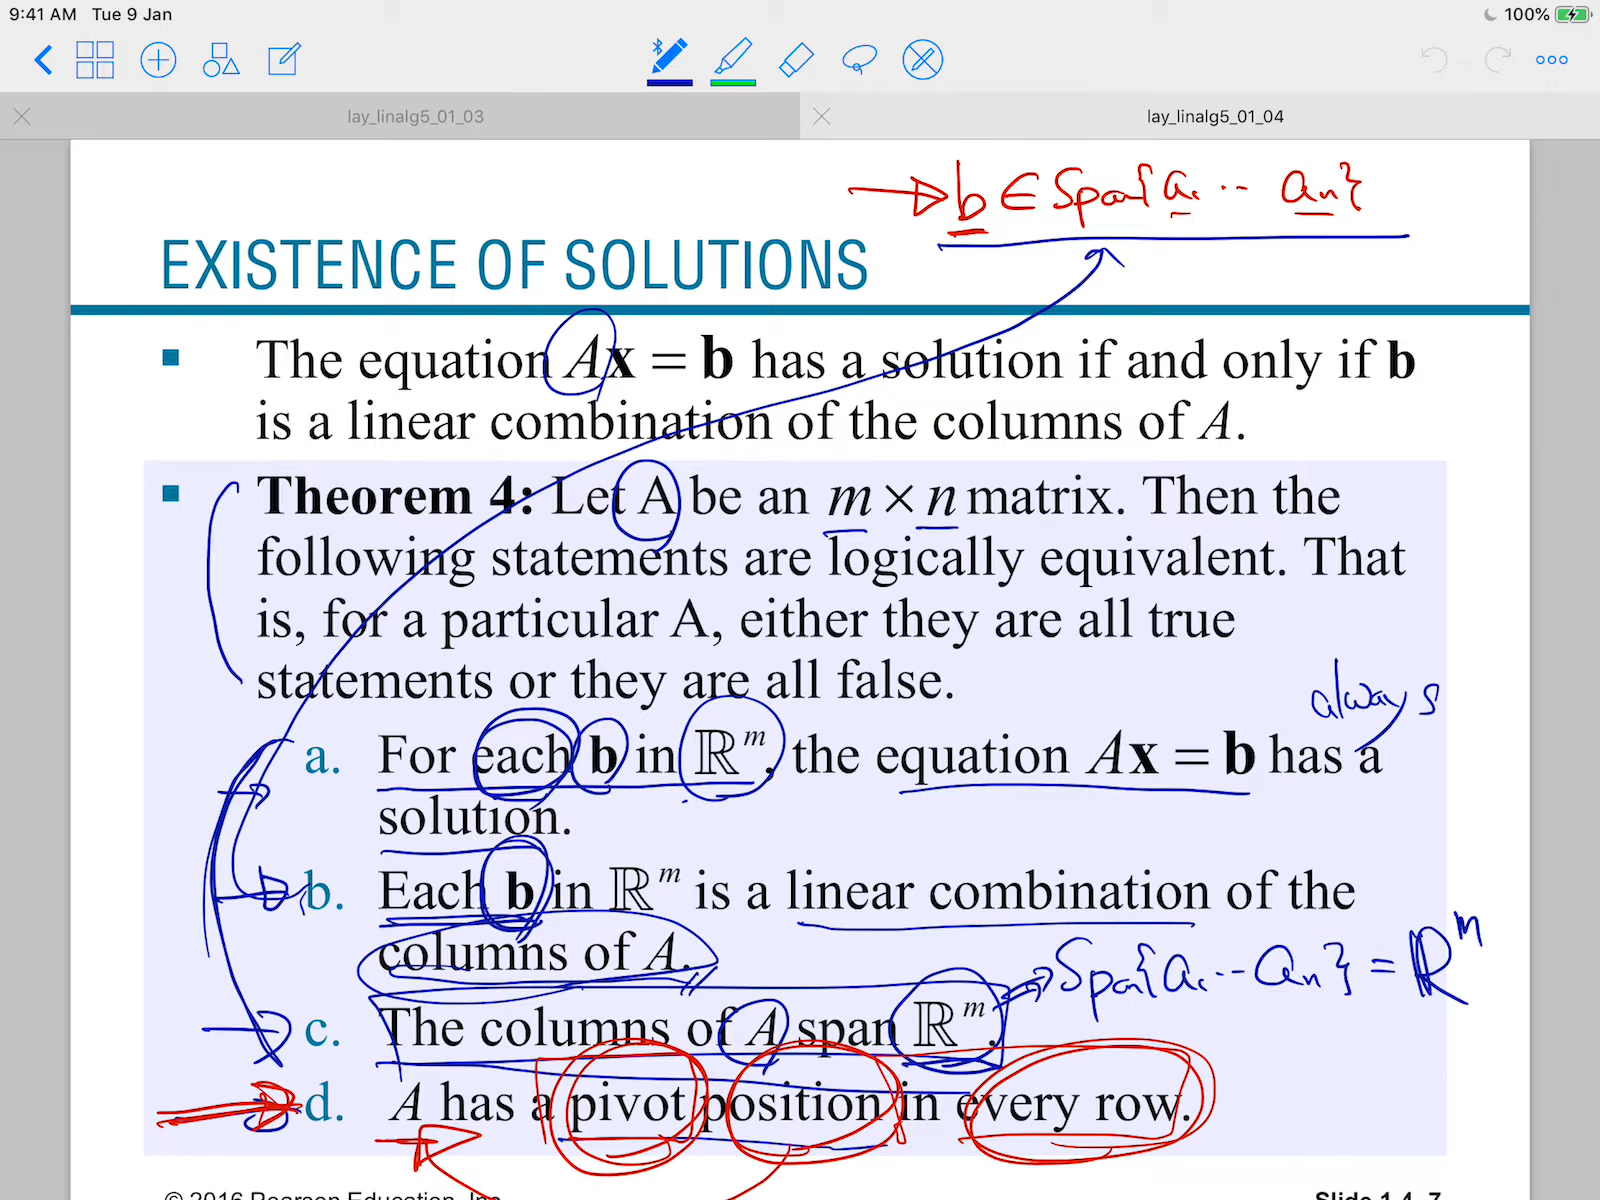 9:41 AM Tue 9 Jan 100%
lay_linalg5_01_03 lay_linalg5_01_04
b ∈ Span{a₁ ·· aₙ}
EXISTENCE OF SOLUTIONS
The equation Ax = b has a solution if and only if b
is a linear combination of the columns of A.
Theorem 4: Let A be an m × n matrix. Then the
following statements are logically equivalent. That
is, for a particular A, either they are all true
statements or they are all false.
always
a. For each b in ℝᵐ, the equation Ax = b has a
solution.
b. Each b in ℝᵐ is a linear combination of the
columns of A.
Span{a₁ ·· aₙ} = ℝᵐ
c. The columns of A span ℝᵐ.
d. A has a pivot position in every row.
© 2016 Pearson Education, Inc. Slide 1.4- 7